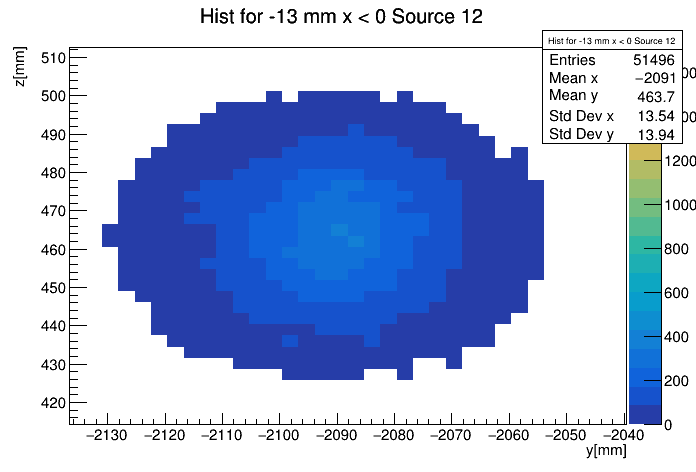 Hist for -13 mm x < 0 Source 12
Hist for -13 mm x < 0 Source 12
Entries 51496
Mean x −2091
Mean y 463.7
Std Dev x 13.54
Std Dev y 13.94
z[mm]
510
500
490
480
470
460
450
440
430
420
−2130 −2120 −2110 −2100 −2090 −2080 −2070 −2060 −2050 −2040
y[mm]
1200
1000
800
600
400
200
0